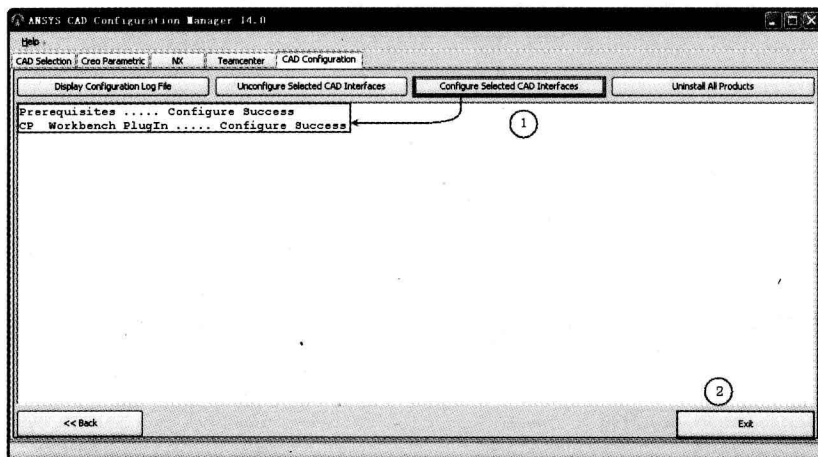 ANSYS CAD Configuration Manager 14.0
Help
CAD Selection Creo Parametric NX Teamcenter CAD Configuration
Display Configuration Log File Unconfigure Selected CAD Interfaces Configure Selected CAD Interfaces Uninstall All Products
Prerequisites ..... Configure Success
CP Workbench PlugIn ..... Configure Success
1
2
<< Back Exit